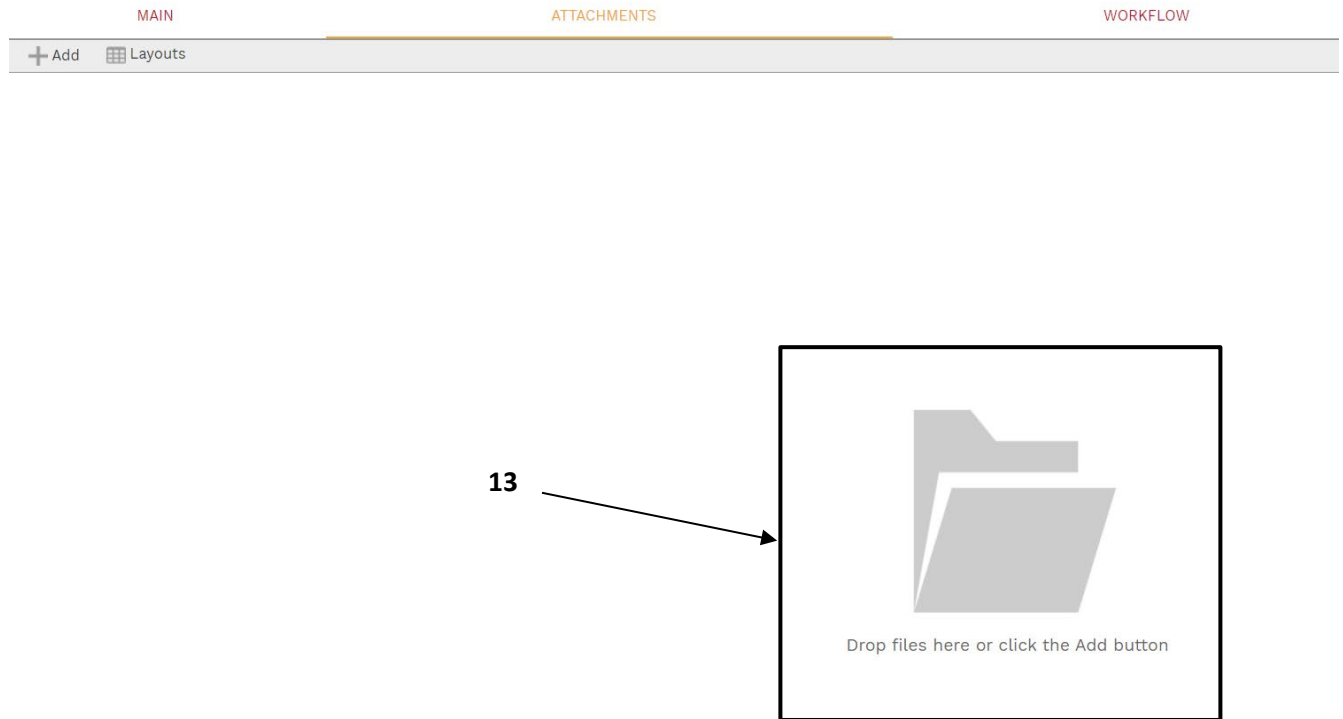 MAIN ATTACHMENTS WORKFLOW
Add Layouts
13
Drop files here or click the Add button